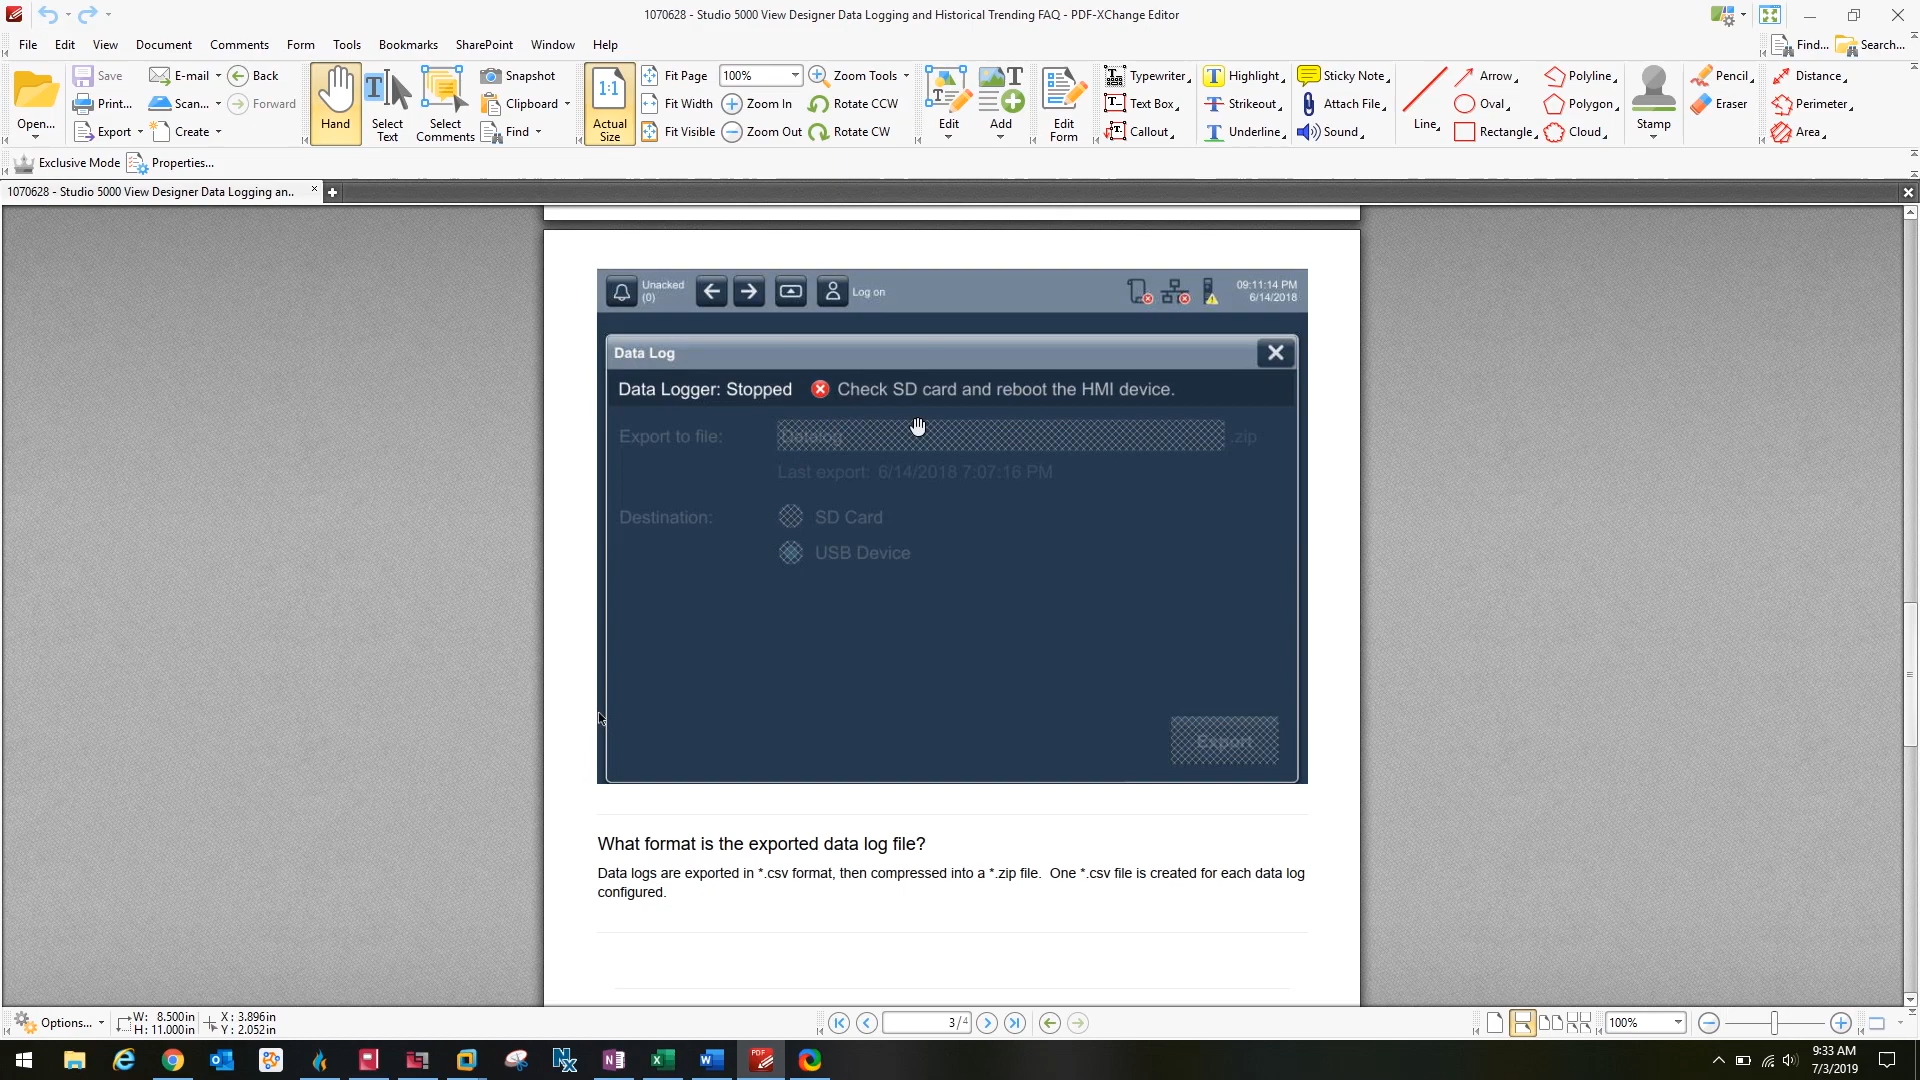 1070628 - Studio 5000 View Designer Data Logging and Historical Trending FAQ - PDF-XChange Editor
File Edit View Document Comments Form Tools Bookmarks SharePoint Window Help
Find... Search...
Open...
Save
Print...
Export
E-mail
Scan...
Create
Back
Forward
Hand
Select Text
Select Comments
Snapshot
Clipboard
Find
1:1
Actual Size
Fit Page
Fit Width
Fit Visible
100%
Zoom In
Zoom Out
Zoom Tools
Rotate CCW
Rotate CW
Edit
Add
Edit Form
Typewriter
Text Box
Callout
Highlight
Strikeout
Underline
Sticky Note
Attach File
Sound
Line
Arrow
Oval
Rectangle
Polyline
Polygon
Cloud
Stamp
Pencil
Eraser
Distance
Perimeter
Area
Exclusive Mode Properties...
1070628 - Studio 5000 View Designer Data Logging an..
Unacked
(0)
Log on
09:11:14 PM
6/14/2018
Data Log
Data Logger: Stopped Check SD card and reboot the HMI device.
Export to file: Datalog .zip
Last export: 6/14/2018 7:07:16 PM
Destination: SD Card
USB Device
Export
What format is the exported data log file?
Data logs are exported in *.csv format, then compressed into a *.zip file. One *.csv file is created for each data log
configured.
Options...
W: 8.500in
H: 11.000in
X: 3.896in
Y: 2.052in
3/4
100%
9:33 AM
7/3/2019